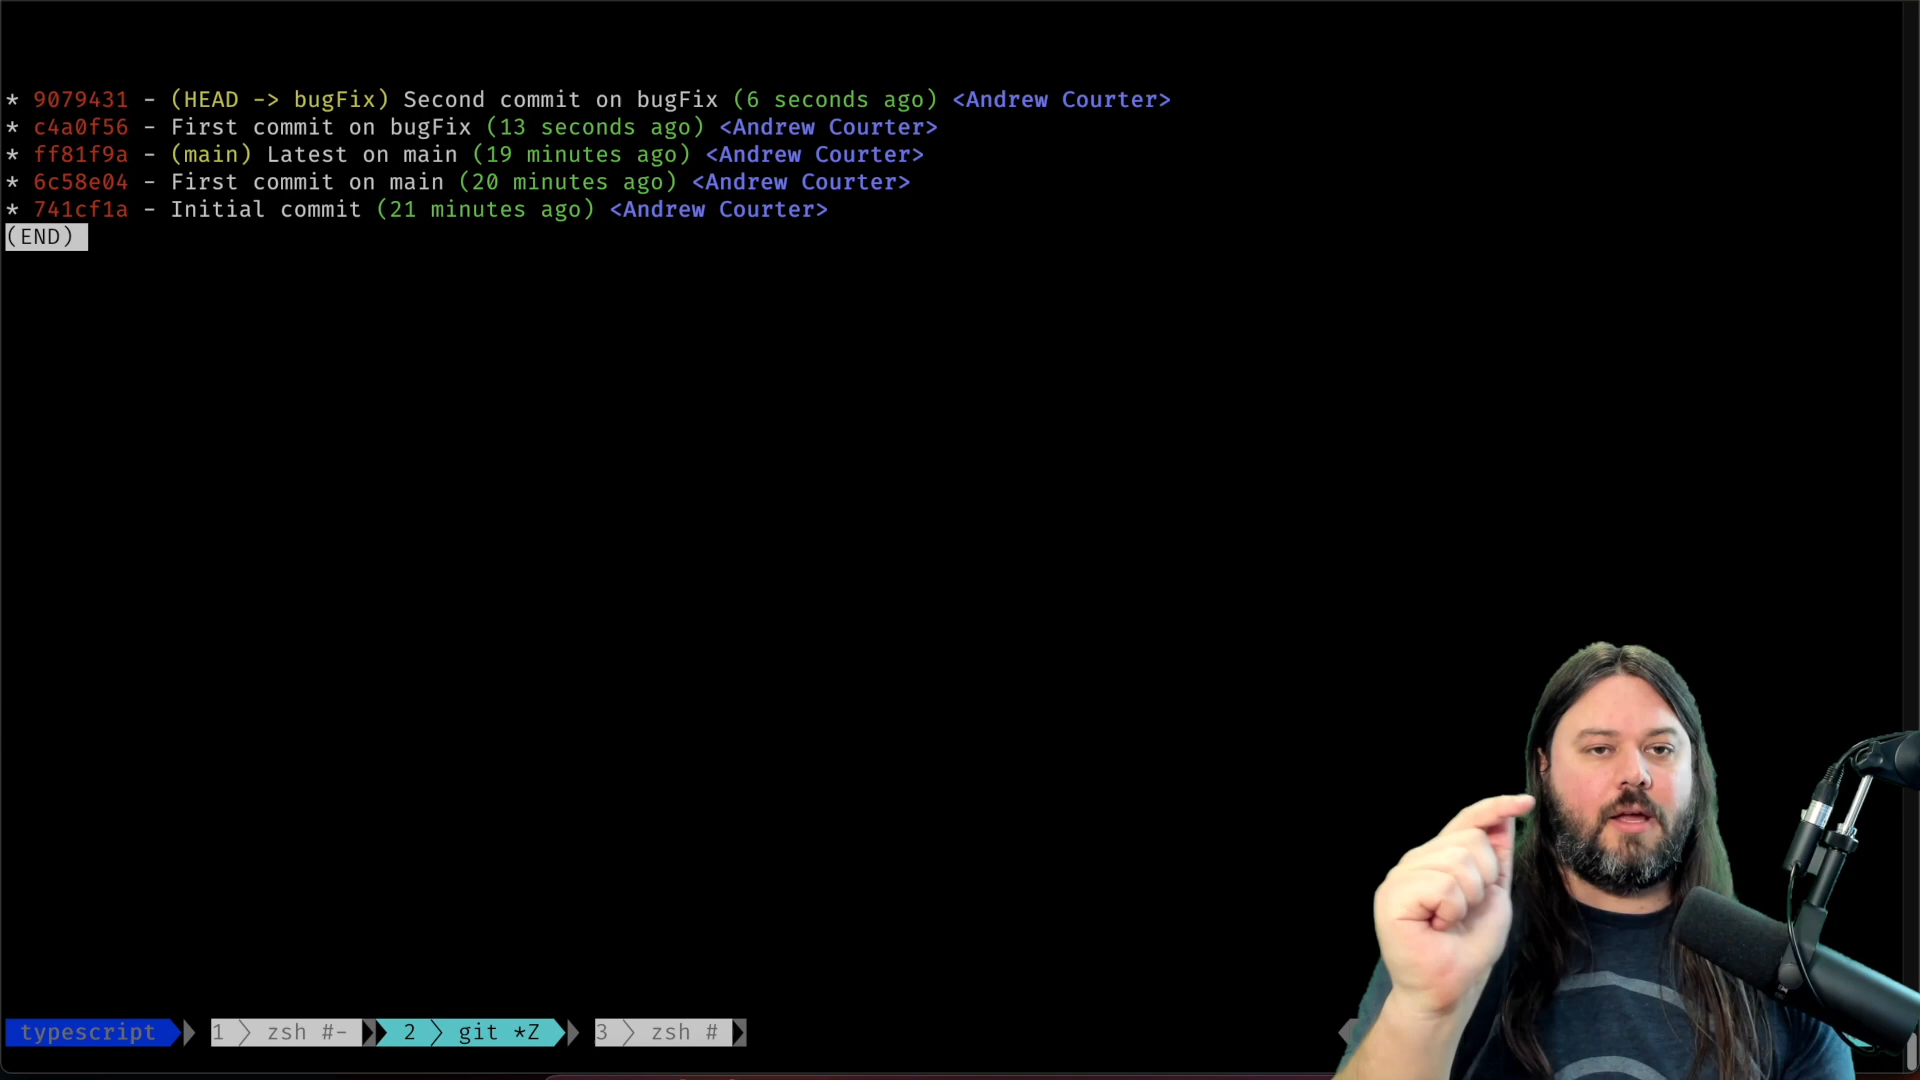 * 9079431 - (HEAD -> bugFix) Second commit on bugFix (6 seconds ago) <Andrew Courter>
* c4a0f56 - First commit on bugFix (13 seconds ago) <Andrew Courter>
* ff81f9a - (main) Latest on main (19 minutes ago) <Andrew Courter>
* 6c58e04 - First commit on main (20 minutes ago) <Andrew Courter>
* 741cf1a - Initial commit (21 minutes ago) <Andrew Courter>
(END)
typescript 1 zsh #- 2 git *Z 3 zsh #